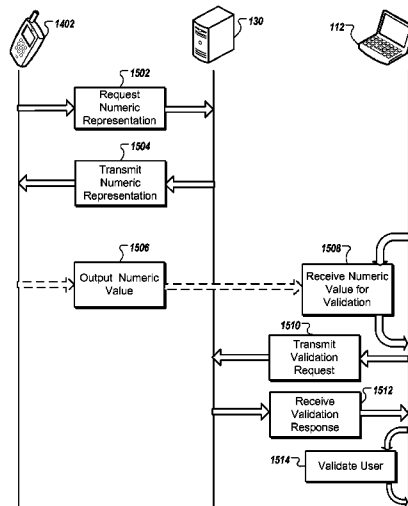 1402
130
112
1502
Request
Numeric
Representation
1504
Transmit
Numeric
Representation
1506
Output Numeric
Value
1508
Receive Numeric
Value for
Validation
1510
Transmit
Validation
Request
1512
Receive
Validation
Response
1514
Validate User